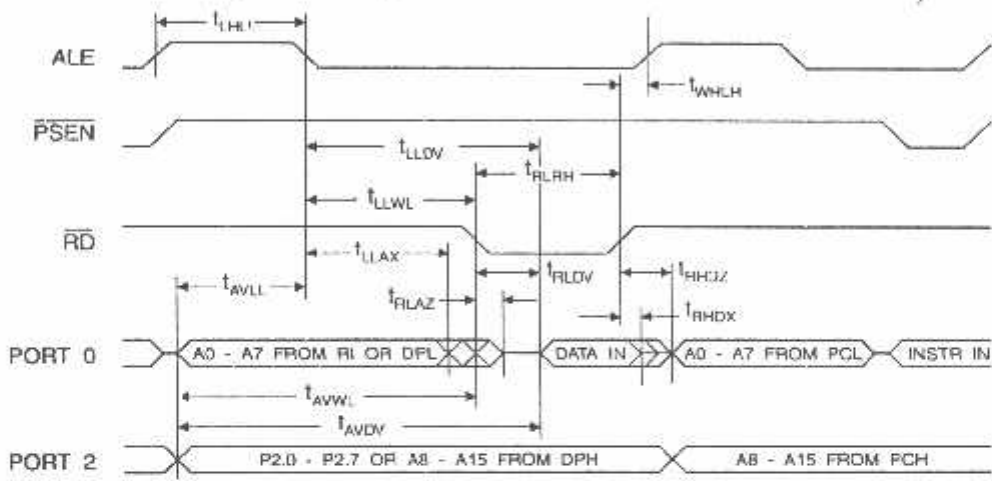 tLHLL
ALE
tWHLH
PSEN
tLLDV
tRLRH
tLLWL
RD
tLLAX
tRLDV
tRHDZ
tAVLL
tRLAZ
tRHDX
PORT 0
A0 - A7 FROM RI OR DPL
DATA IN
A0 - A7 FROM PCL
INSTR IN
tAVWL
tAVDV
PORT 2
P2.0 - P2.7 OR A8 - A15 FROM DPH
A8 - A15 FROM PCH